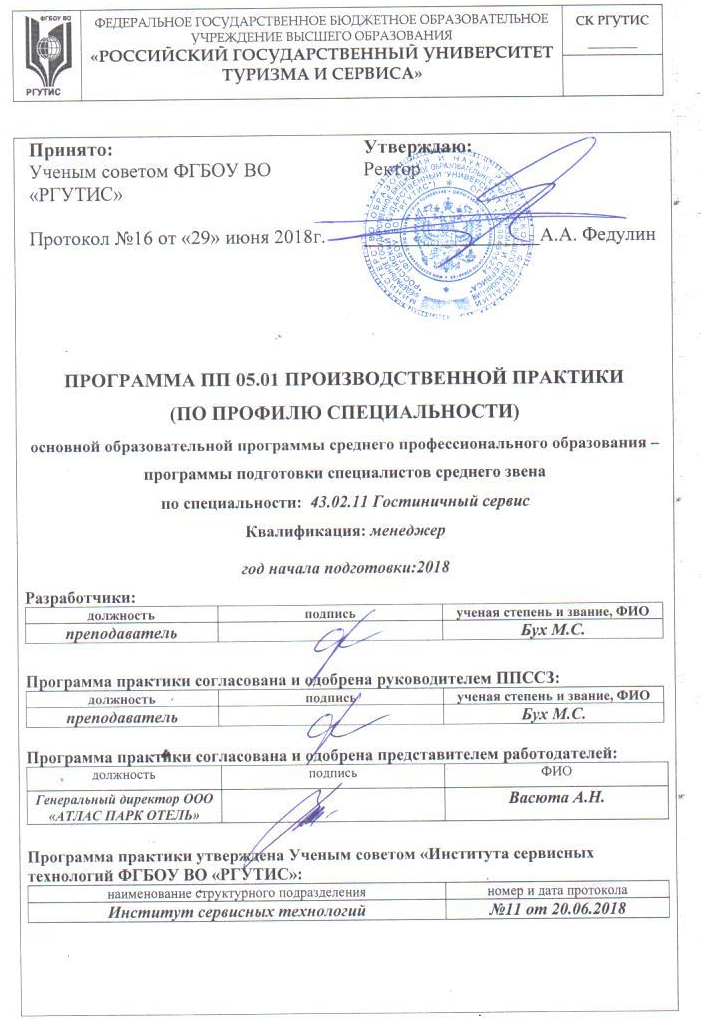 ФГБОУ ВО
РГУТИС
ФЕДЕРАЛЬНОЕ ГОСУДАРСТВЕННОЕ БЮДЖЕТНОЕ ОБРАЗОВАТЕЛЬНОЕ
УЧРЕЖДЕНИЕ ВЫСШЕГО ОБРАЗОВАНИЯ
«РОССИЙСКИЙ ГОСУДАРСТВЕННЫЙ УНИВЕРСИТЕТ
ТУРИЗМА И СЕРВИСА»
СК РГУТИС
Принято:
Ученым советом ФГБОУ ВО
«РГУТИС»
Протокол №16 от «29» июня 2018г.
Утверждаю:
Ректор
А.А. Федулин
ПРОГРАММА ПП 05.01 ПРОИЗВОДСТВЕННОЙ ПРАКТИКИ
(ПО ПРОФИЛЮ СПЕЦИАЛЬНОСТИ)
основной образовательной программы среднего профессионального образования –
программы подготовки специалистов среднего звена
по специальности: 43.02.11 Гостиничный сервис
Квалификация: менеджер
год начала подготовки:2018
Разработчики:
должность подпись ученая степень и звание, ФИО
преподаватель Бух М.С.
Программа практики согласована и одобрена руководителем ППССЗ:
должность подпись ученая степень и звание, ФИО
преподаватель Бух М.С.
Программа практики согласована и одобрена представителем работодателей:
должность подпись ФИО
Генеральный директор ООО Васюта А.Н.
«АТЛАС ПАРК ОТЕЛЬ»
Программа практики утверждена Ученым советом «Института сервисных
технологий ФГБОУ ВО «РГУТИС»:
наименование структурного подразделения номер и дата протокола
Институт сервисных технологий №11 от 20.06.2018